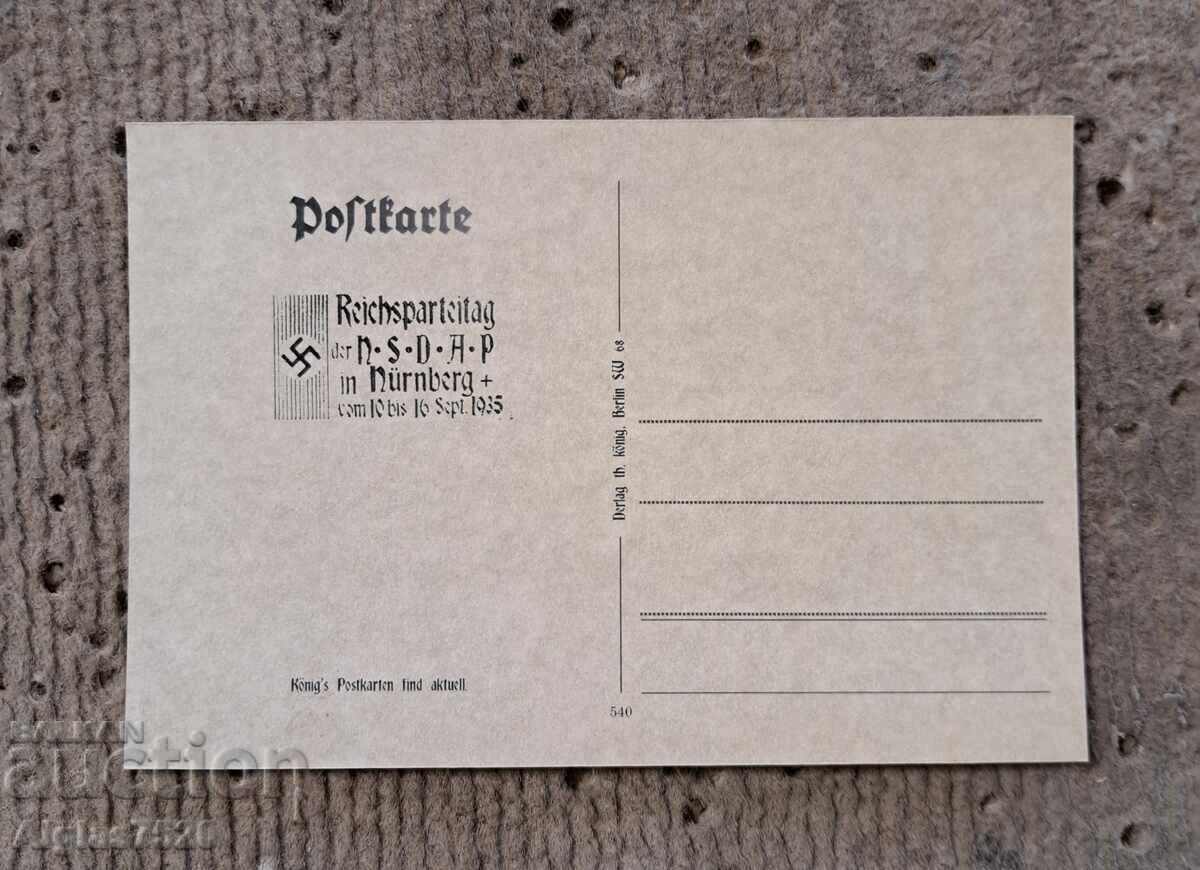 Poſtkarte
Reichsparteitag
der N·S·D·A·P
in Nürnberg +
vom 10 bis 16 Sept. 1935
König's Postkarten sind aktuell.
Verlag th. König, Berlin SW 68
540
BALKAN
auction
Alglas7520